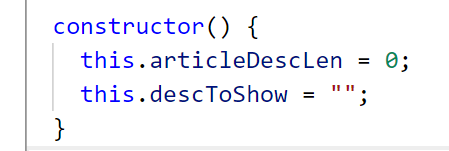 constructor() {
  this.articleDescLen = 0;
  this.descToShow = "";
}